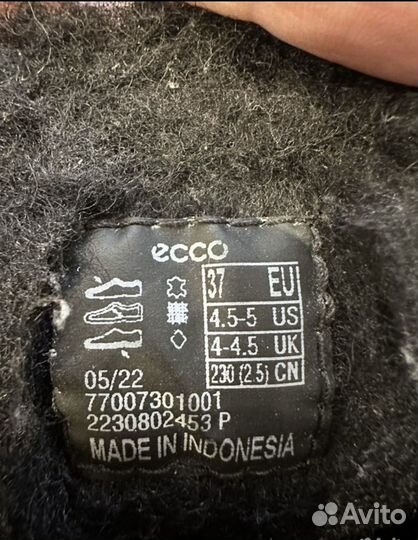 ecco
37 EU
4.5-5 US
4-4.5 UK
230 (2.5) CN
05/22
77007301001
2230802453 P
MADE IN INDONESIA
Avito